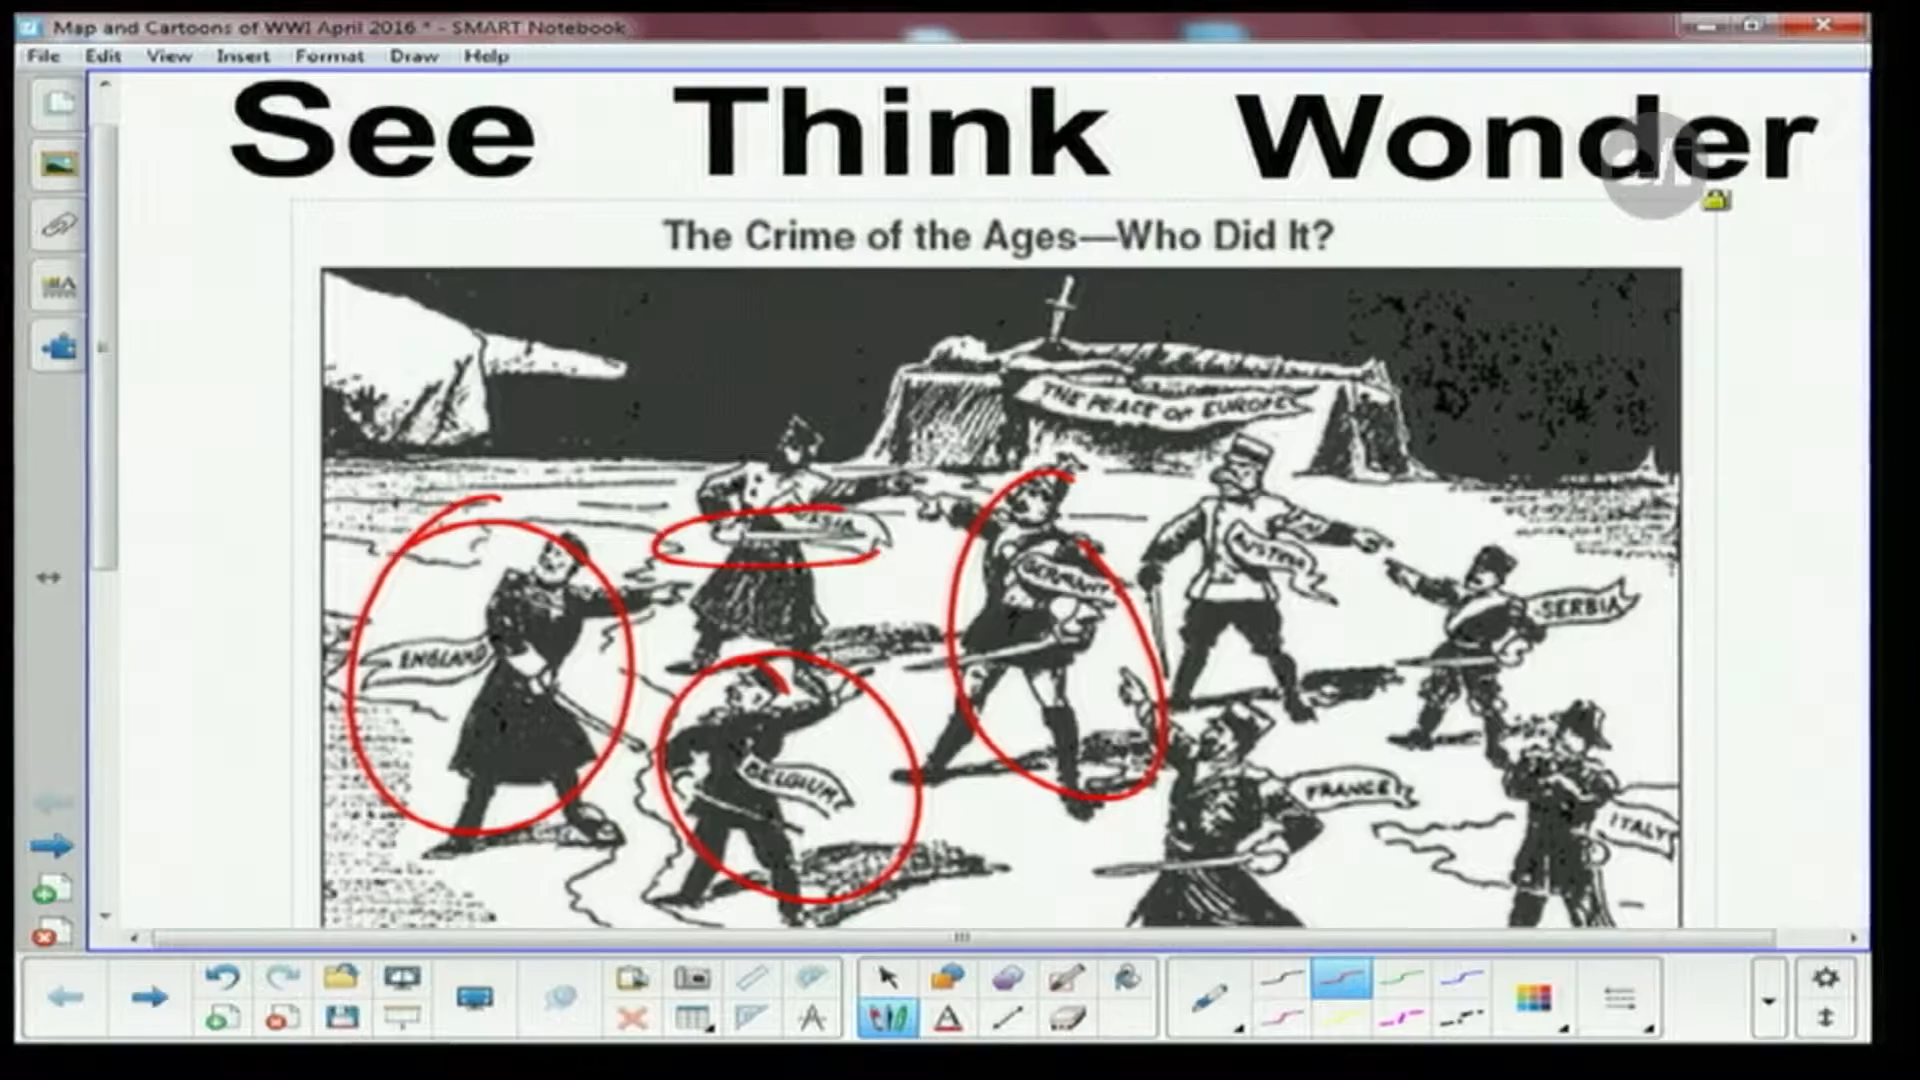 Map and Cartoons of WWI April 2016 * - SMART Notebook
File Edit View Insert Format Draw Help
See Think Wonder
The Crime of the Ages—Who Did It?
THE PEACE OF EUROPE
AUSTRIA
GERMANY
SERBIA
ENGLAND
BELGIUM
FRANCE
ITALY